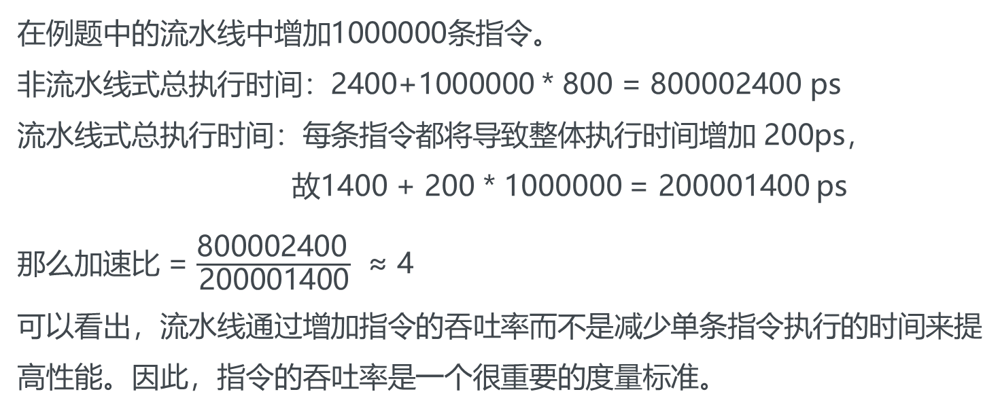 在例题中的流水线中增加1000000条指令。
非流水线式总执行时间：2400+1000000 * 800 = 800002400 ps
流水线式总执行时间：每条指令都将导致整体执行时间增加 200ps，
故1400 + 200 * 1000000 = 200001400 ps
那么加速比 = 800002400 / 200001400 ≈ 4
可以看出，流水线通过增加指令的吞吐率而不是减少单条指令执行的时间来提
高性能。因此，指令的吞吐率是一个很重要的度量标准。